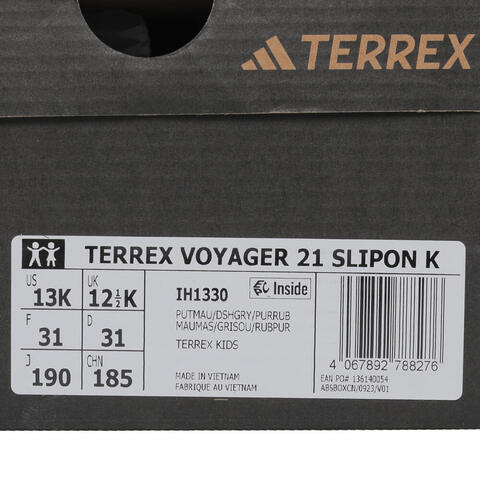 TERREX
TERREX VOYAGER 21 SLIPON K
US 13K UK 12½K
F 31 D 31
J 190 CHN 185
IH1330 Inside
PUTMAU/DSHGRY/PURRUB
MAUMAS/GRISOU/RUBPUR
TERREX KIDS
MADE IN VIETNAM
FABRIQUE AU VIETNAM
4 067892 788276
EAN PO# 136140054
ABSBOXCN/0923/V01